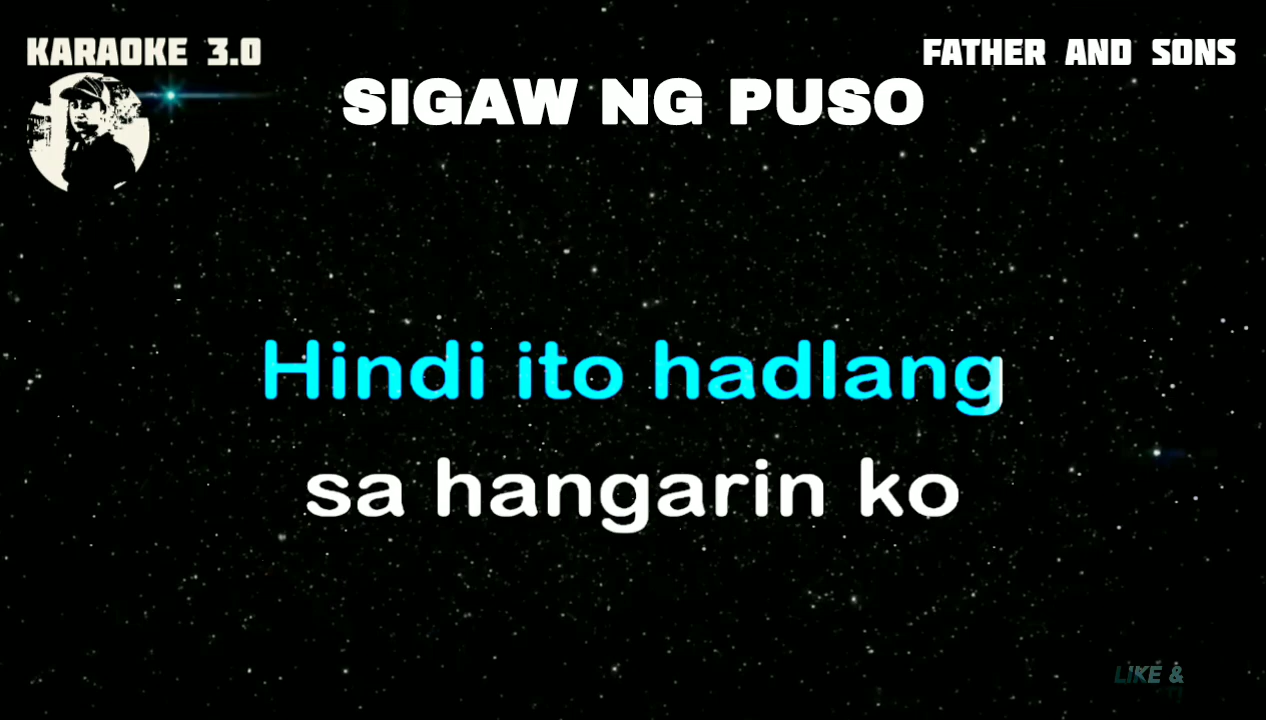 KARAOKE 3.0
FATHER AND SONS
SIGAW NG PUSO
Hindi ito hadlang
sa hangarin ko
LIKE &